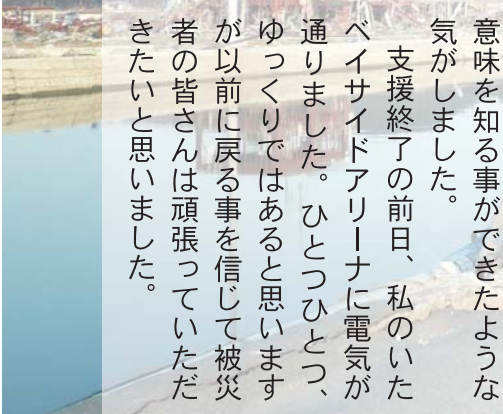 意味を知る事ができたような
気がしました。
　支援終了の前日、私のいた
ベイサイドアリーナに電気が
通りました。ひとつひとつ、
ゆっくりではあると思います
が以前に戻る事を信じて被災
者の皆さんは頑張っていただ
きたいと思いました。